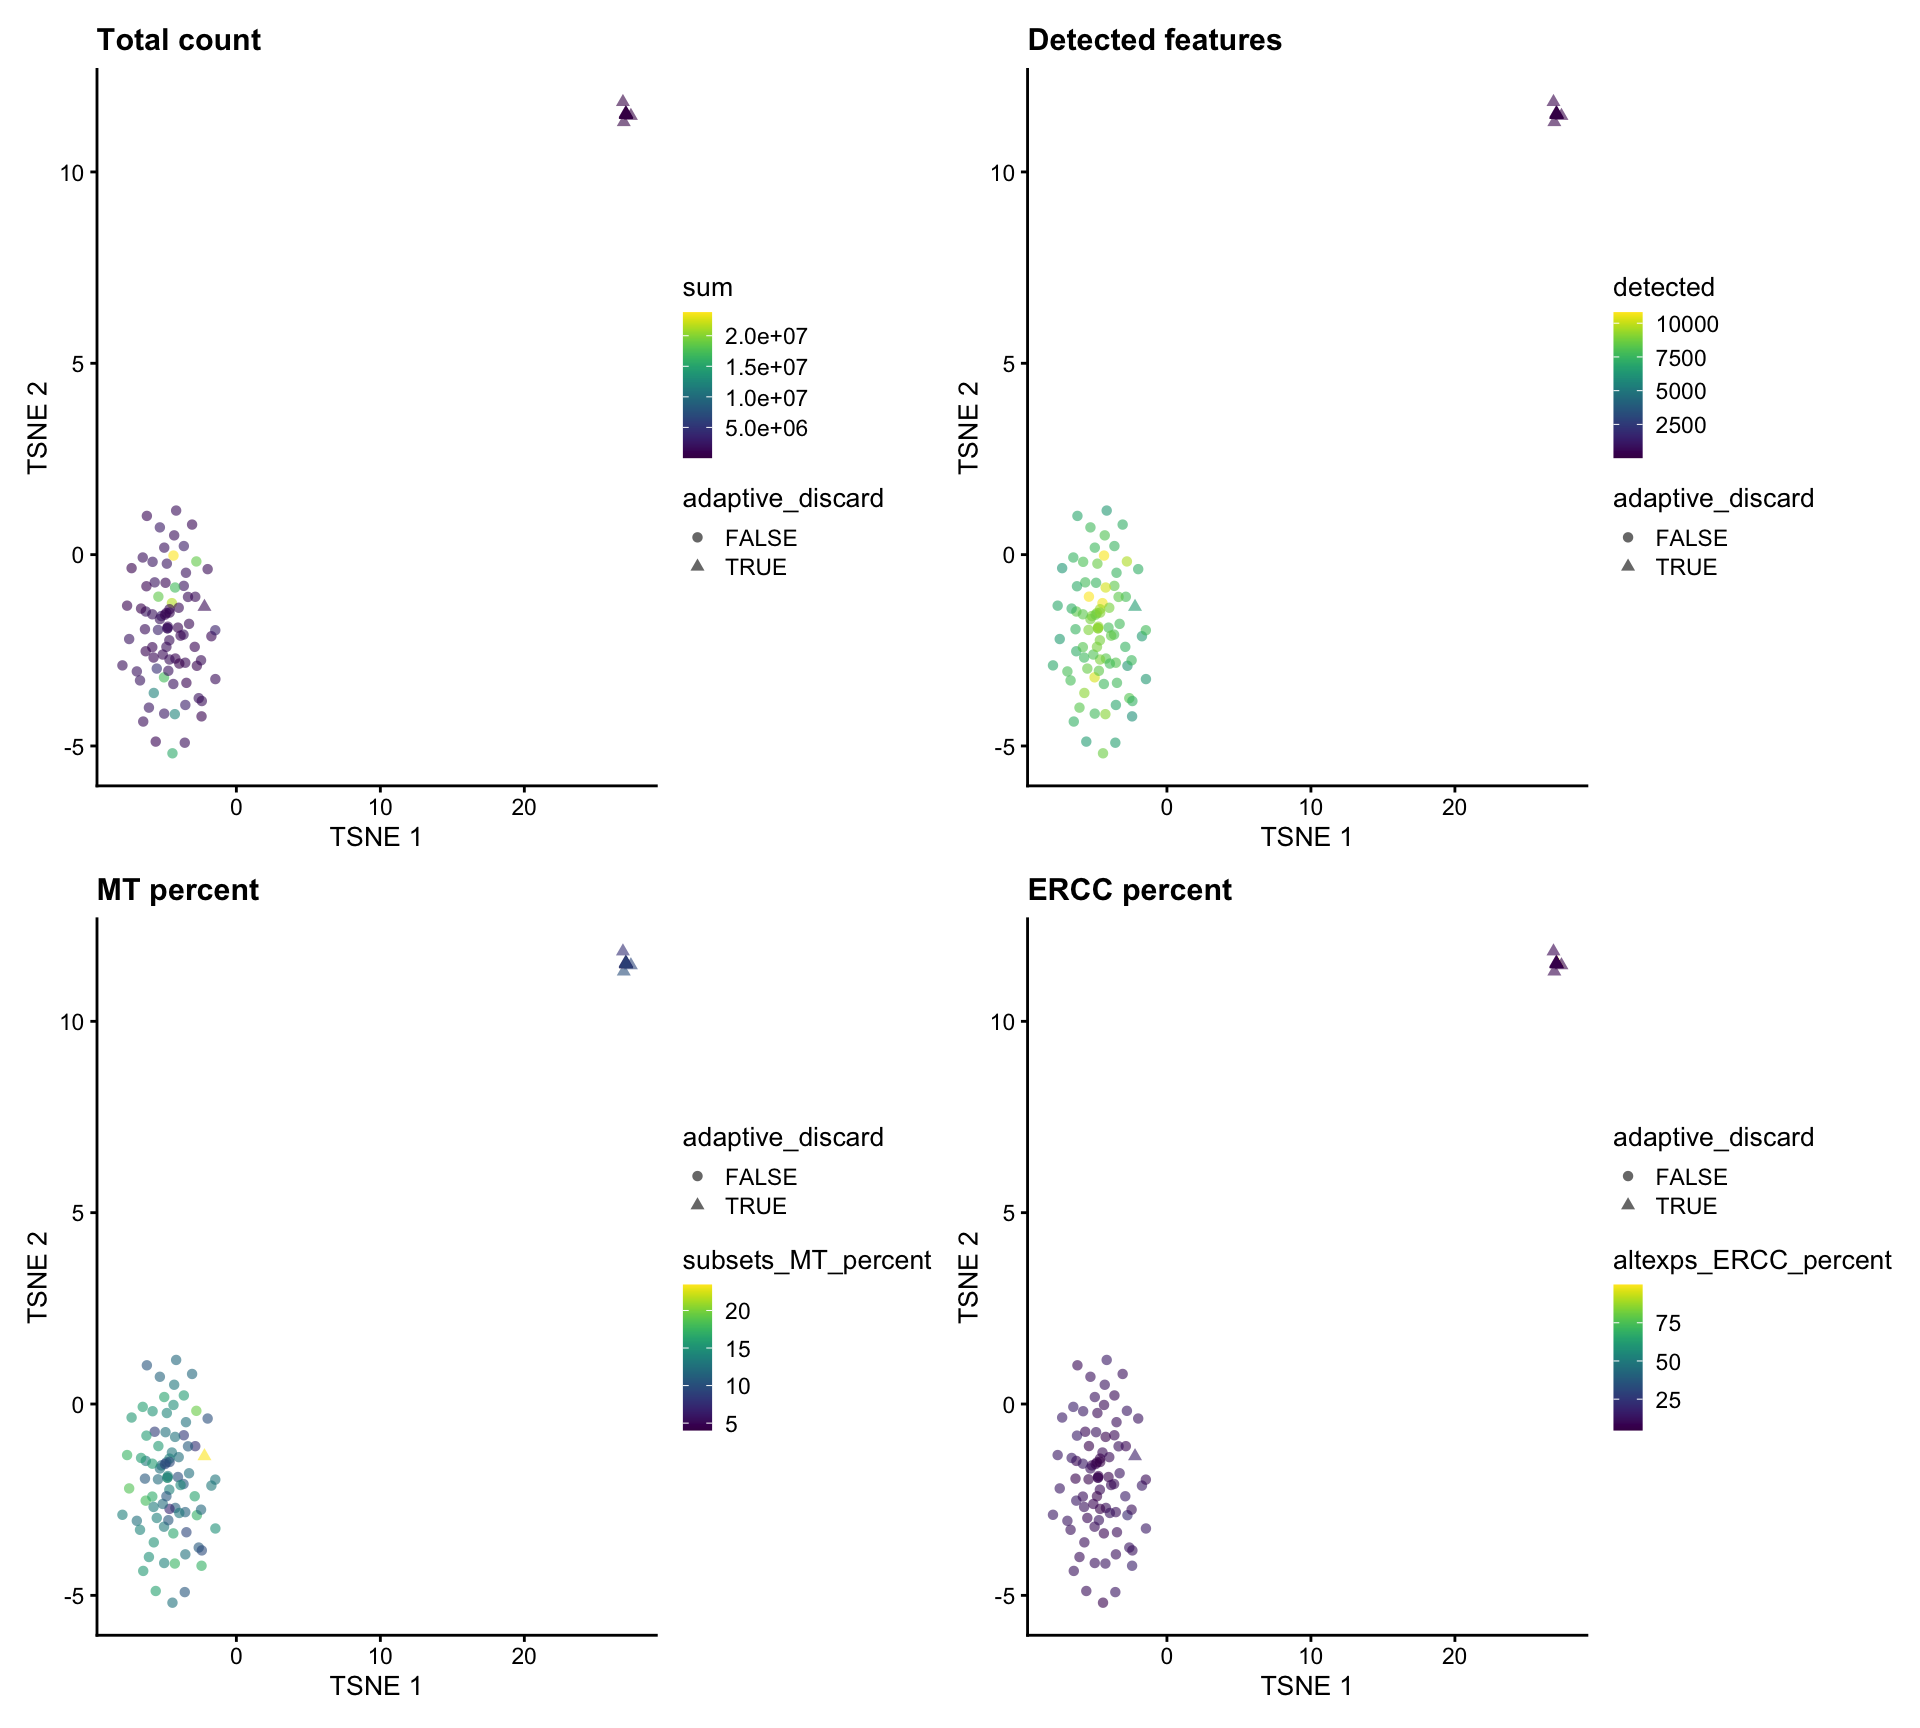 Total count
TSNE 2
10
5
0
-5
0 10 20
TSNE 1
sum
2.0e+07
1.5e+07
1.0e+07
5.0e+06
adaptive_discard
FALSE
TRUE
Detected features
TSNE 2
10
5
0
-5
0 10 20
TSNE 1
detected
10000
7500
5000
2500
adaptive_discard
FALSE
TRUE
MT percent
TSNE 2
10
5
0
-5
0 10 20
TSNE 1
adaptive_discard
FALSE
TRUE
subsets_MT_percent
20
15
10
5
ERCC percent
TSNE 2
10
5
0
-5
0 10 20
TSNE 1
adaptive_discard
FALSE
TRUE
altexps_ERCC_percent
75
50
25